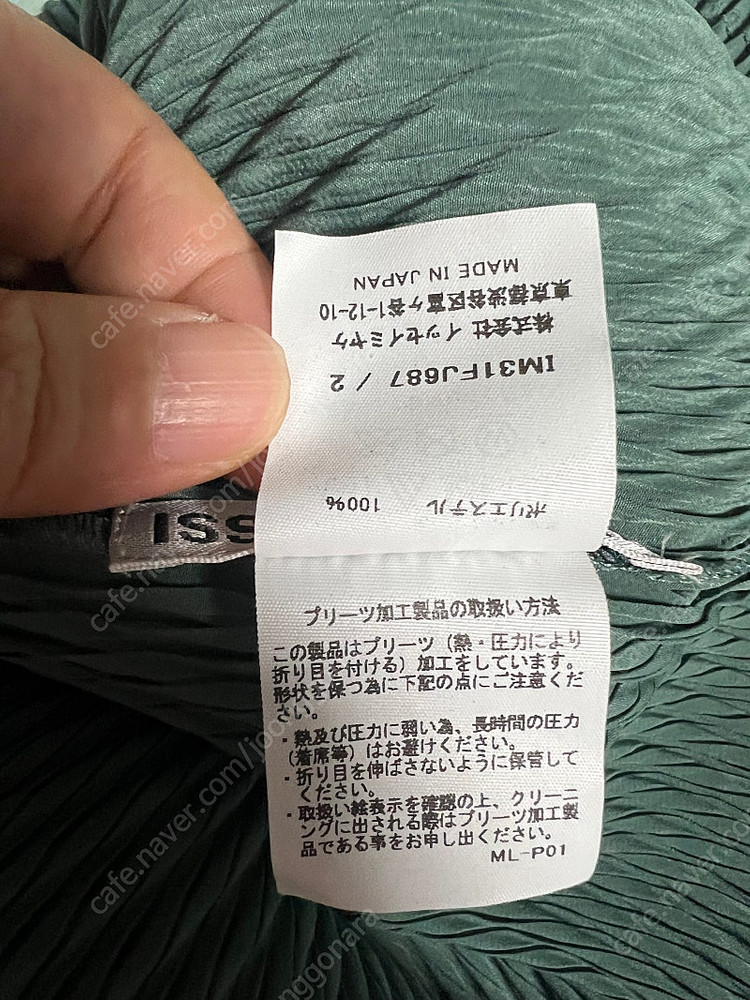 ポリエステル 100%
IM31FJ687 / 2
株式会社 イッセイミヤケ
東京都渋谷区富ヶ谷1-12-10
MADE IN JAPAN
プリーツ加工製品の取扱い方法
この製品はプリーツ（熱・圧力により
折り目を付ける）加工をしています。
形状を保つ為に下記の点にご注意くだ
さい。
・熱及び圧力に弱い為、長時間の圧力
（着席等）はお避けください。
・折り目を伸ばさないように保管して
ください。
・取扱い絵表示を確認の上、クリーニ
ングに出される際はプリーツ加工製
品である事をお申し出ください。
ML-P01
cafe.naver.com/joonggonara